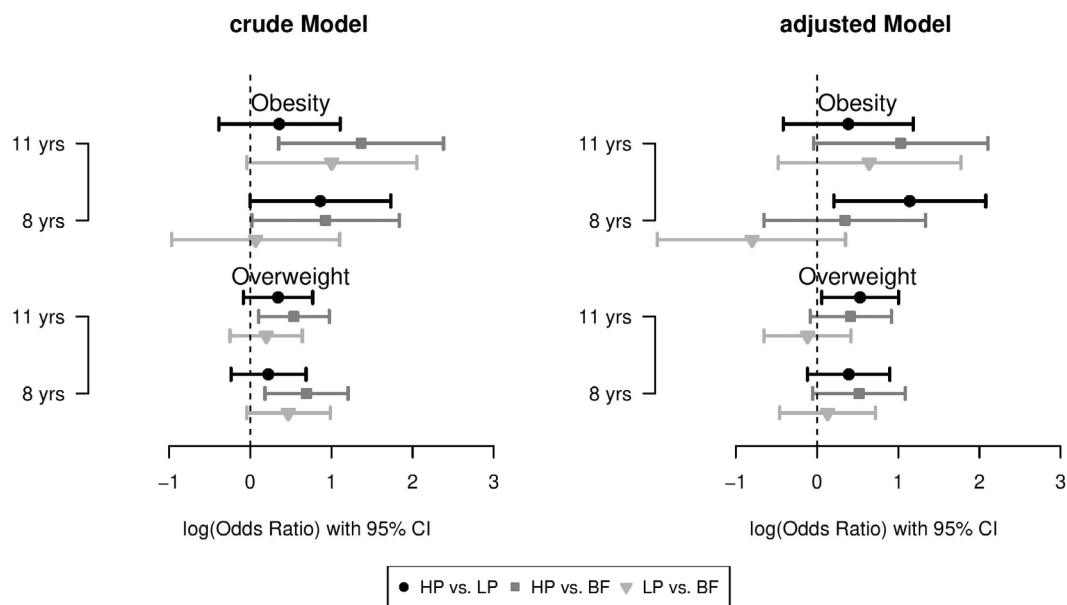 crude Model
Obesity
11 yrs
8 yrs
Overweight
11 yrs
8 yrs
−1 0 1 2 3
log(Odds Ratio) with 95% CI
adjusted Model
Obesity
11 yrs
8 yrs
Overweight
11 yrs
8 yrs
−1 0 1 2 3
log(Odds Ratio) with 95% CI
HP vs. LP HP vs. BF LP vs. BF